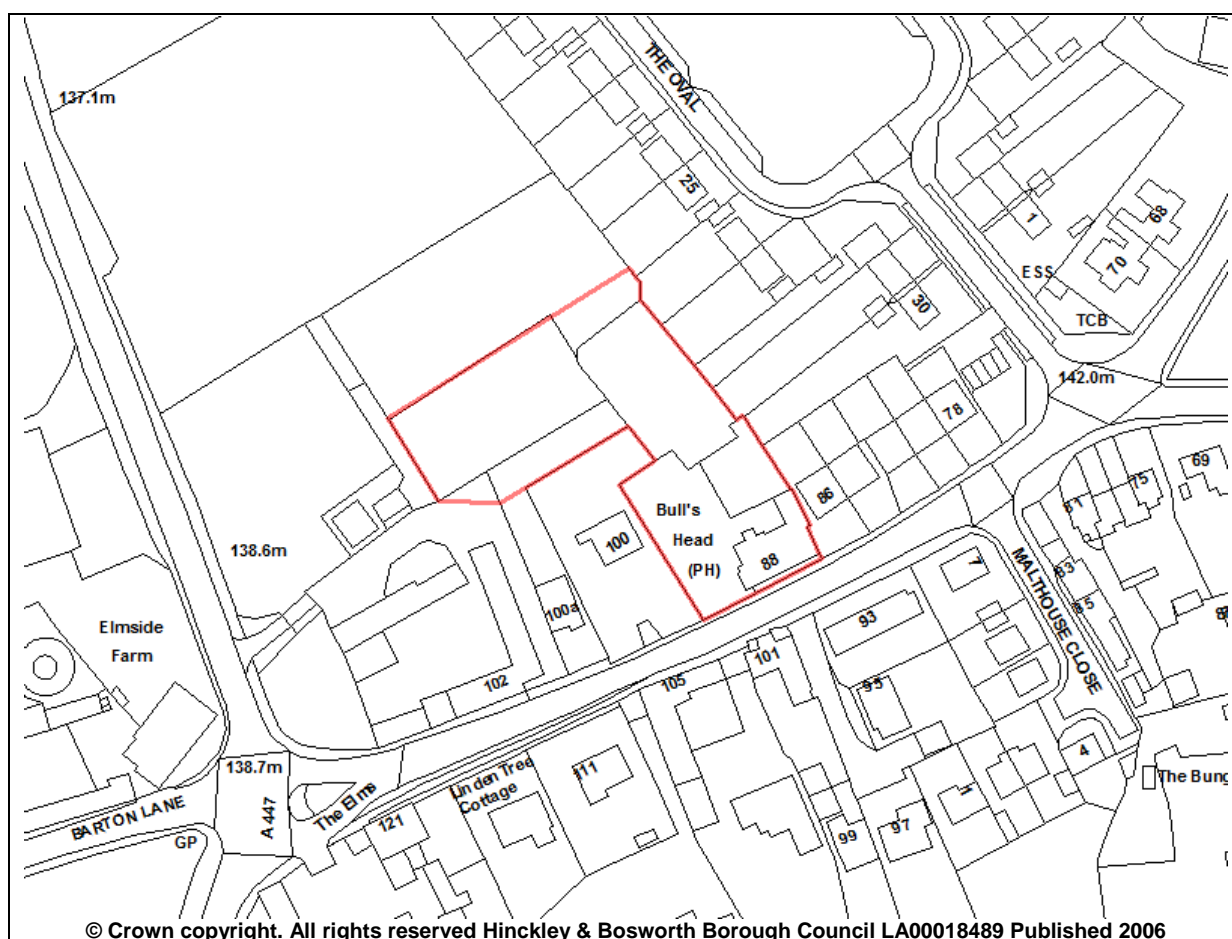 THE OVAL
137.1m
25
1
68
70
ESS
TCB
30
142.0m
78
86
69
75
81
Bull's
Head
(PH)
88
100
138.6m
100a
7
83
85
MALTHOUSE CLOSE
93
Elmside
Farm
101
102
105
95
4
The Bung
138.7m
111
Linden Tree
Cottage
The Elms
1
BARTON LANE
A 447
121
GP
99
97
© Crown copyright. All rights reserved Hinckley & Bosworth Borough Council LA00018489 Published 2006